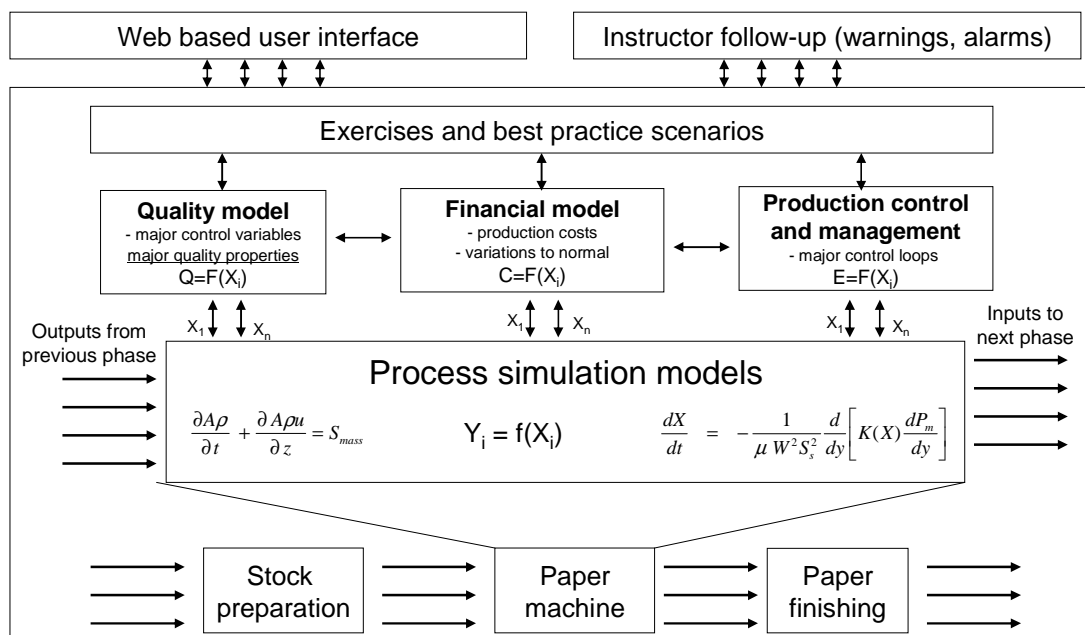 Web based user interface
Instructor follow-up (warnings, alarms)
Exercises and best practice scenarios
Quality model
- major control variables
major quality properties
Q=F(Xᵢ)
Financial model
- production costs
- variations to normal
C=F(Xᵢ)
Production control
and management
- major control loops
E=F(Xᵢ)
X₁ Xₙ
X₁ Xₙ
X₁ Xₙ
Outputs from
previous phase
Inputs to
next phase
Process simulation models
∂Aρ/∂t + ∂Aρu/∂z = S_mass
Yᵢ = f(Xᵢ)
dX/dt = -1/(μ W² Sₛ²) d/dy [K(X) dPₘ/dy]
Stock
preparation
Paper
machine
Paper
finishing